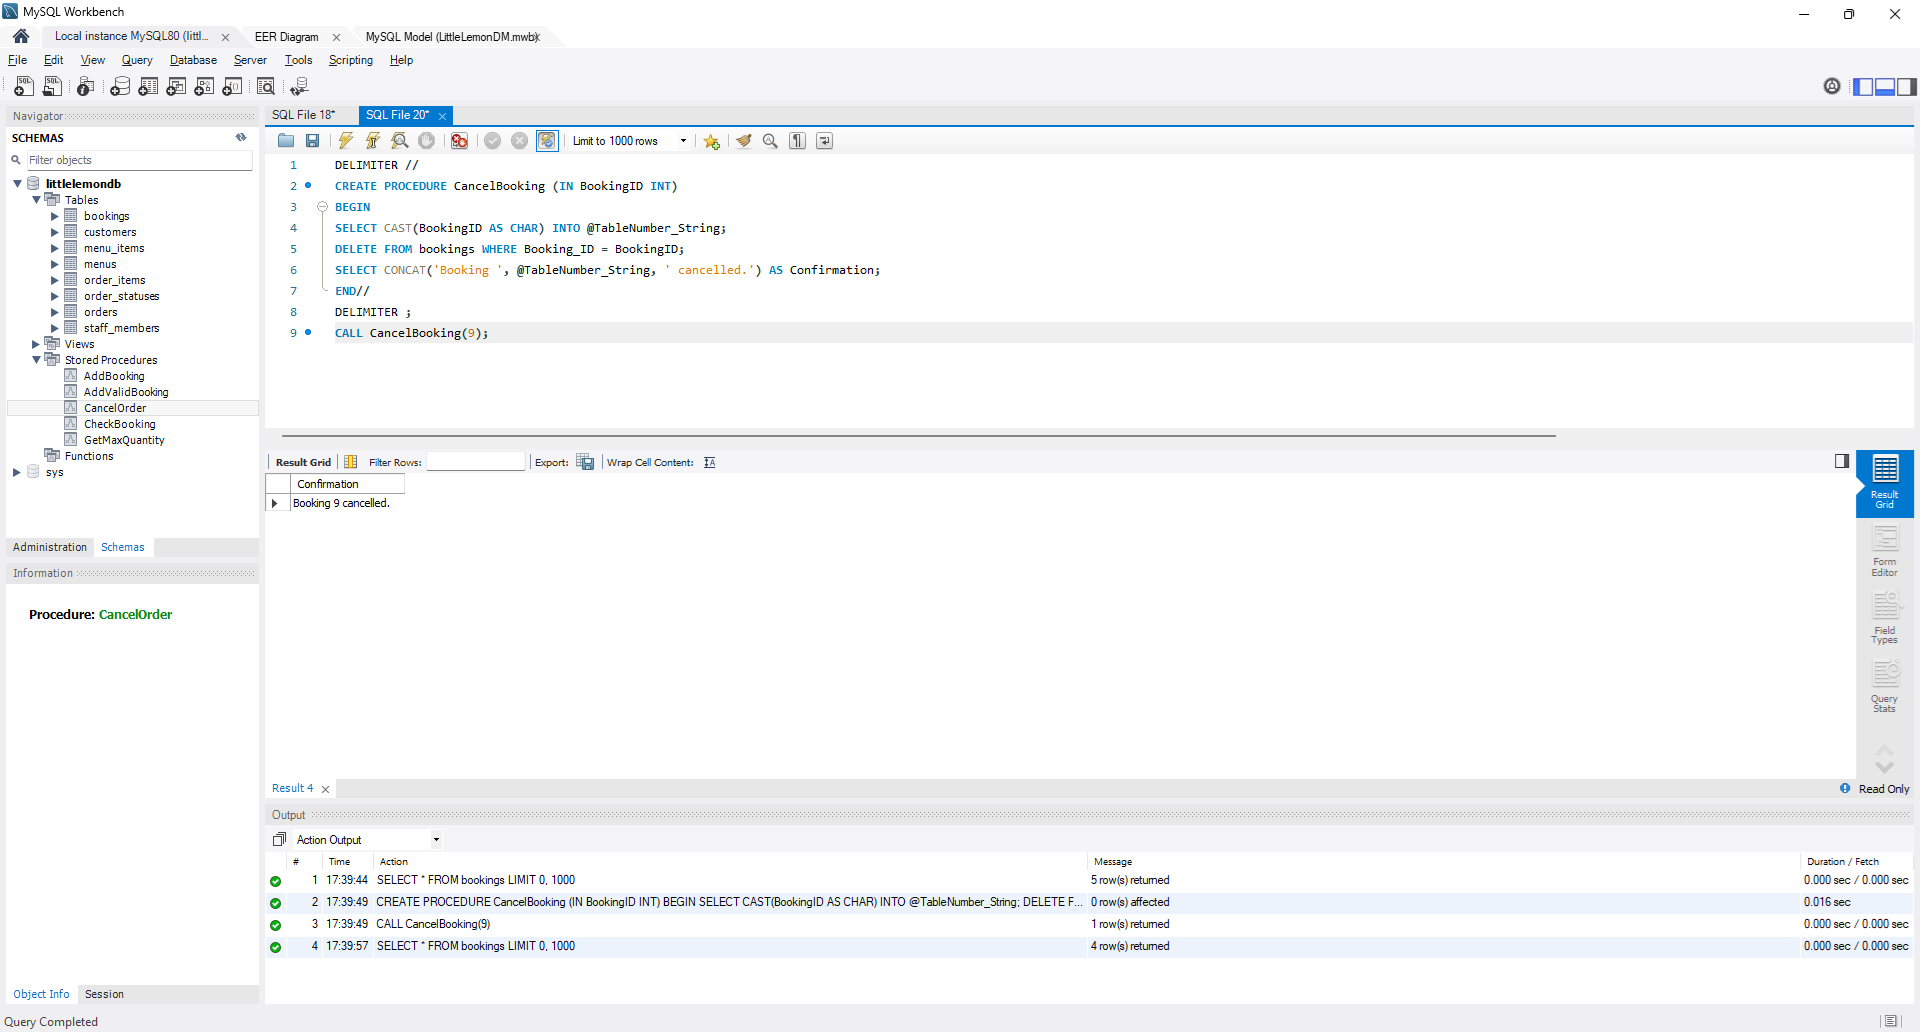 MySQL Workbench
Local instance MySQL80 (littl...
EER Diagram
MySQL Model (LittleLemonDM.mwb)
File Edit View Query Database Server Tools Scripting Help
Navigator
SCHEMAS
Filter objects
littlelemondb
Tables
bookings
customers
menu_items
menus
order_items
order_statuses
orders
staff_members
Views
Stored Procedures
AddBooking
AddValidBooking
CancelOrder
CheckBooking
GetMaxQuantity
Functions
sys
Administration Schemas
Information
Procedure: CancelOrder
Object Info Session
SQL File 18* SQL File 20*
Limit to 1000 rows
1 DELIMITER //
2 CREATE PROCEDURE CancelBooking (IN BookingID INT)
3 BEGIN
4 SELECT CAST(BookingID AS CHAR) INTO @TableNumber_String;
5 DELETE FROM bookings WHERE Booking_ID = BookingID;
6 SELECT CONCAT('Booking ', @TableNumber_String, ' cancelled.') AS Confirmation;
7 END//
8 DELIMITER ;
9 CALL CancelBooking(9);
Result Grid Filter Rows: Export: Wrap Cell Content:
Confirmation
Booking 9 cancelled.
Result
Grid
Form
Editor
Field
Types
Query
Stats
Result 4
Read Only
Output
Action Output
# Time Action Message Duration / Fetch
1 17:39:44 SELECT * FROM bookings LIMIT 0, 1000 5 row(s) returned 0.000 sec / 0.000 sec
2 17:39:49 CREATE PROCEDURE CancelBooking (IN BookingID INT) BEGIN SELECT CAST(BookingID AS CHAR) INTO @TableNumber_String; DELETE F... 0 row(s) affected 0.016 sec
3 17:39:49 CALL CancelBooking(9) 1 row(s) returned 0.000 sec / 0.000 sec
4 17:39:57 SELECT * FROM bookings LIMIT 0, 1000 4 row(s) returned 0.000 sec / 0.000 sec
Query Completed